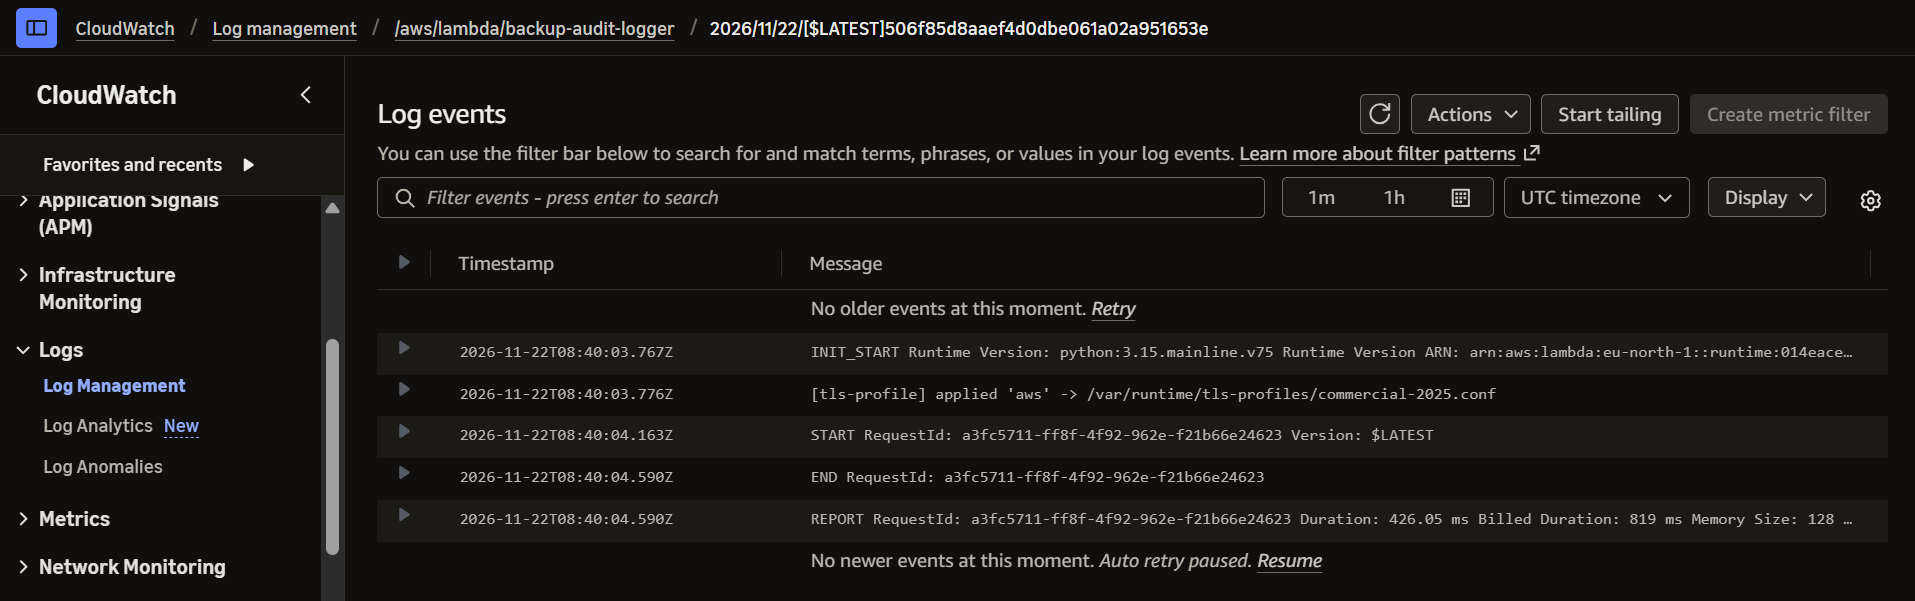 CloudWatch / Log management / /aws/lambda/backup-audit-logger / 2026/11/22/[$LATEST]506f85d8aaef4d0dbe061a02a951653e
CloudWatch
Favorites and recents
Application Signals
(APM)
Infrastructure
Monitoring
Logs
Log Management
Log Analytics New
Log Anomalies
Metrics
Network Monitoring
Log events
Actions
Start tailing
Create metric filter
You can use the filter bar below to search for and match terms, phrases, or values in your log events. Learn more about filter patterns
Filter events - press enter to search
1m 1h
UTC timezone
Display
Timestamp Message
No older events at this moment. Retry
2026-11-22T08:40:03.767Z INIT_START Runtime Version: python:3.15.mainline.v75 Runtime Version ARN: arn:aws:lambda:eu-north-1::runtime:014eace…
2026-11-22T08:40:03.776Z [tls-profile] applied 'aws' -> /var/runtime/tls-profiles/commercial-2025.conf
2026-11-22T08:40:04.163Z START RequestId: a3fc5711-ff8f-4f92-962e-f21b66e24623 Version: $LATEST
2026-11-22T08:40:04.590Z END RequestId: a3fc5711-ff8f-4f92-962e-f21b66e24623
2026-11-22T08:40:04.590Z REPORT RequestId: a3fc5711-ff8f-4f92-962e-f21b66e24623 Duration: 426.05 ms Billed Duration: 819 ms Memory Size: 128 …
No newer events at this moment. Auto retry paused. Resume